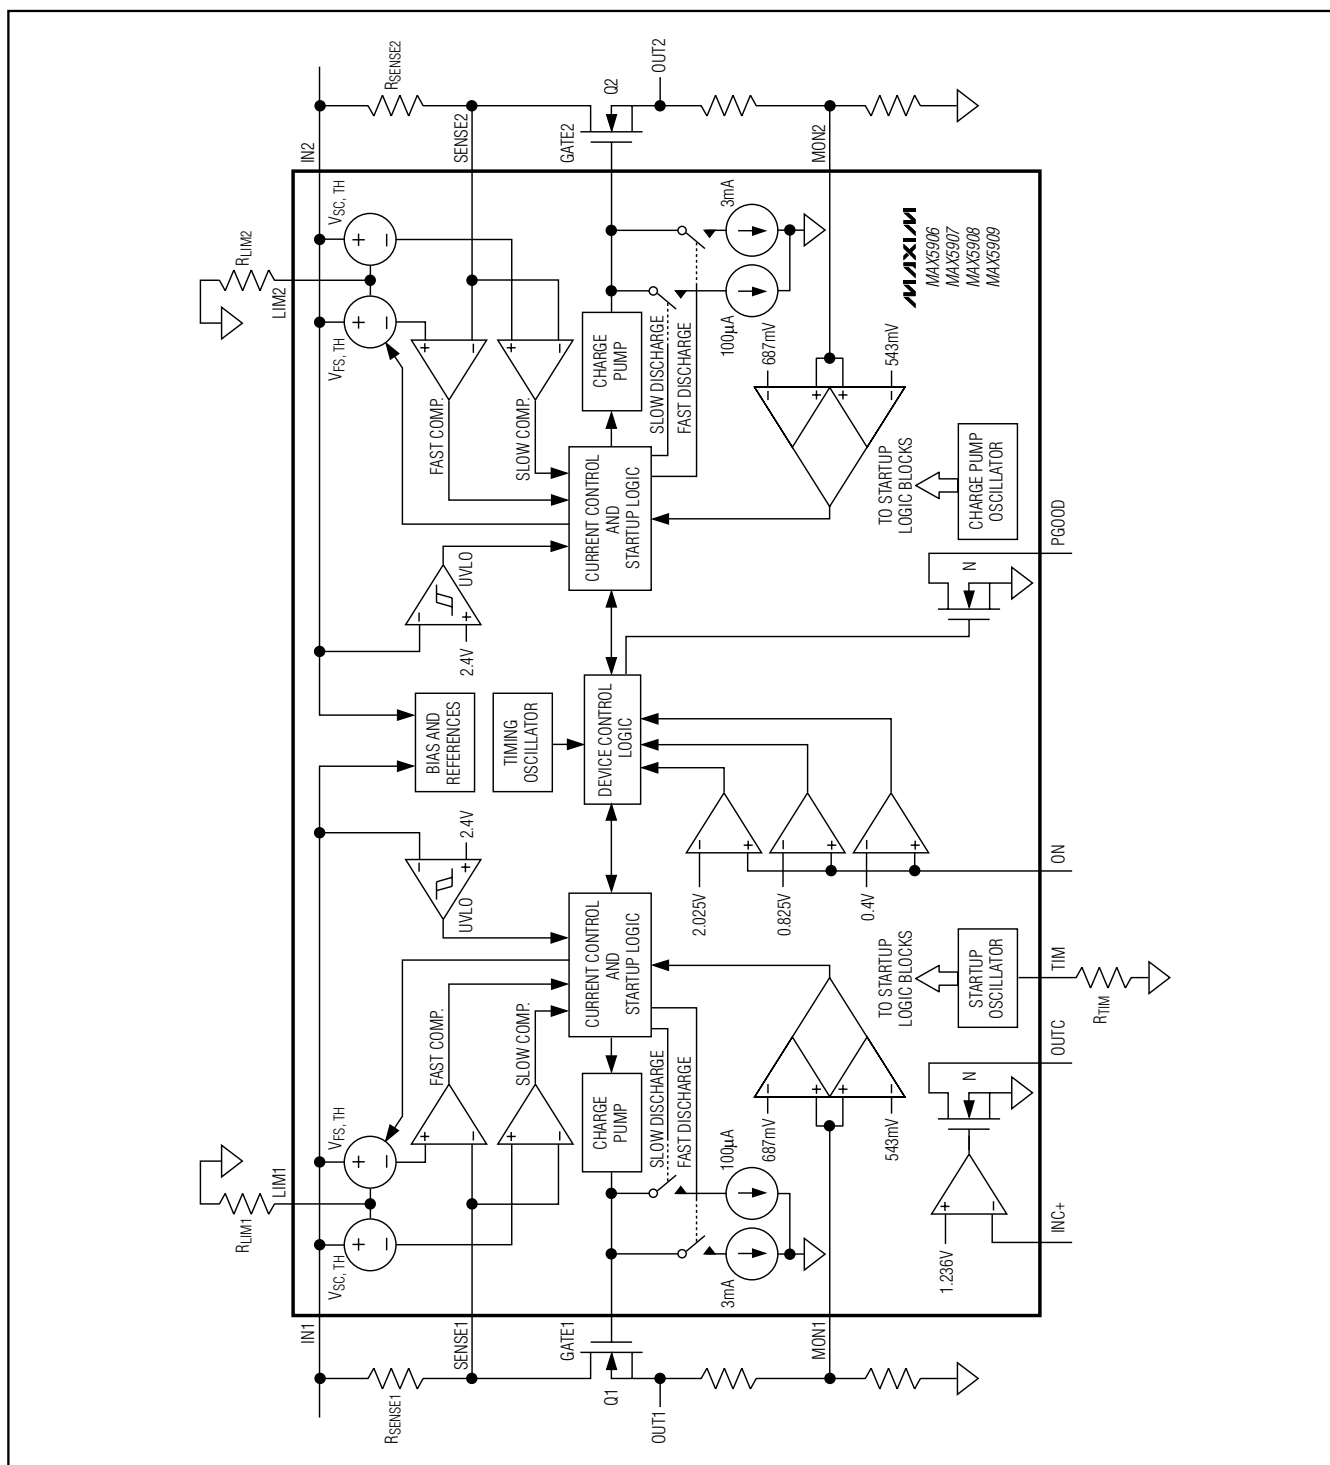 IN1
RSENSE1
SENSE1
GATE1
Q1
OUT1
MON1
RLIM1
LIM1
VSC, TH
VFS, TH
+
−
+
−
FAST COMP.
+
−
SLOW COMP.
+
−
UVLO
−
+
2.4V
CHARGE
PUMP
CURRENT CONTROL
AND
STARTUP LOGIC
SLOW DISCHARGE
FAST DISCHARGE
3mA
100µA
687mV
−
+
+
−
543mV
BIAS AND
REFERENCES
TIMING
OSCILLATOR
DEVICE CONTROL
LOGIC
2.025V
−
+
0.825V
−
+
0.4V
−
+
ON
1.236V
+
−
INC+
N
OUTC
TO STARTUP
LOGIC BLOCKS
STARTUP
OSCILLATOR
TIM
RTIM
IN2
RSENSE2
SENSE2
GATE2
Q2
OUT2
MON2
RLIM2
LIM2
VFS, TH
VSC, TH
+
−
+
−
FAST COMP.
+
−
SLOW COMP.
+
−
UVLO
−
+
2.4V
CHARGE
PUMP
CURRENT CONTROL
AND
STARTUP LOGIC
SLOW DISCHARGE
FAST DISCHARGE
100µA
3mA
687mV
−
+
+
−
543mV
TO STARTUP
LOGIC BLOCKS
CHARGE PUMP
OSCILLATOR
N
PGOOD
MAXIM
MAX5906
MAX5907
MAX5908
MAX5909